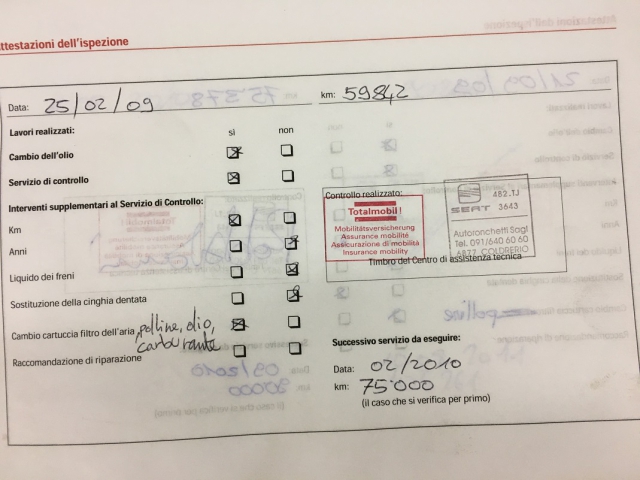 ttestazioni dell'ispezione
Data: 25/02/09
km: 59842
Lavori realizzati: sì non
Cambio dell'olio
Servizio di controllo
Interventi supplementari al Servizio di Controllo:
Km
Anni
Liquido dei freni
Sostituzione della cinghia dentata
Cambio cartuccia filtro dell'aria, polline, olio,
carburante
Raccomandazione di riparazione
Controllo realizzato:
Totalmobil!
Mobilitätsversicherung
Assurance mobilité
Assicurazione di mobilità
Insurance mobility
SEAT
482.TJ
3643
Autoronchetti Sagl
Tel. 091/640 60 60
6877 COLDRERIO
Timbro del Centro di assistenza tecnica
Successivo servizio da eseguire:
Data: 02/2010
km: 75'000
(il caso che si verifica per primo)